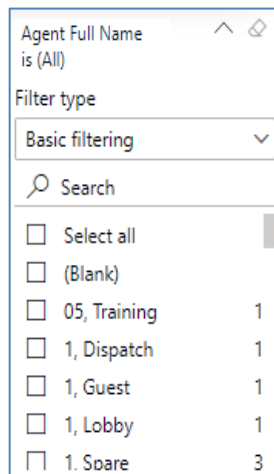 Agent Full Name
is (All)
Filter type
Basic filtering
Search
Select all
(Blank)
05, Training 1
1, Dispatch 1
1, Guest 1
1, Lobby 1
1, Spare 3